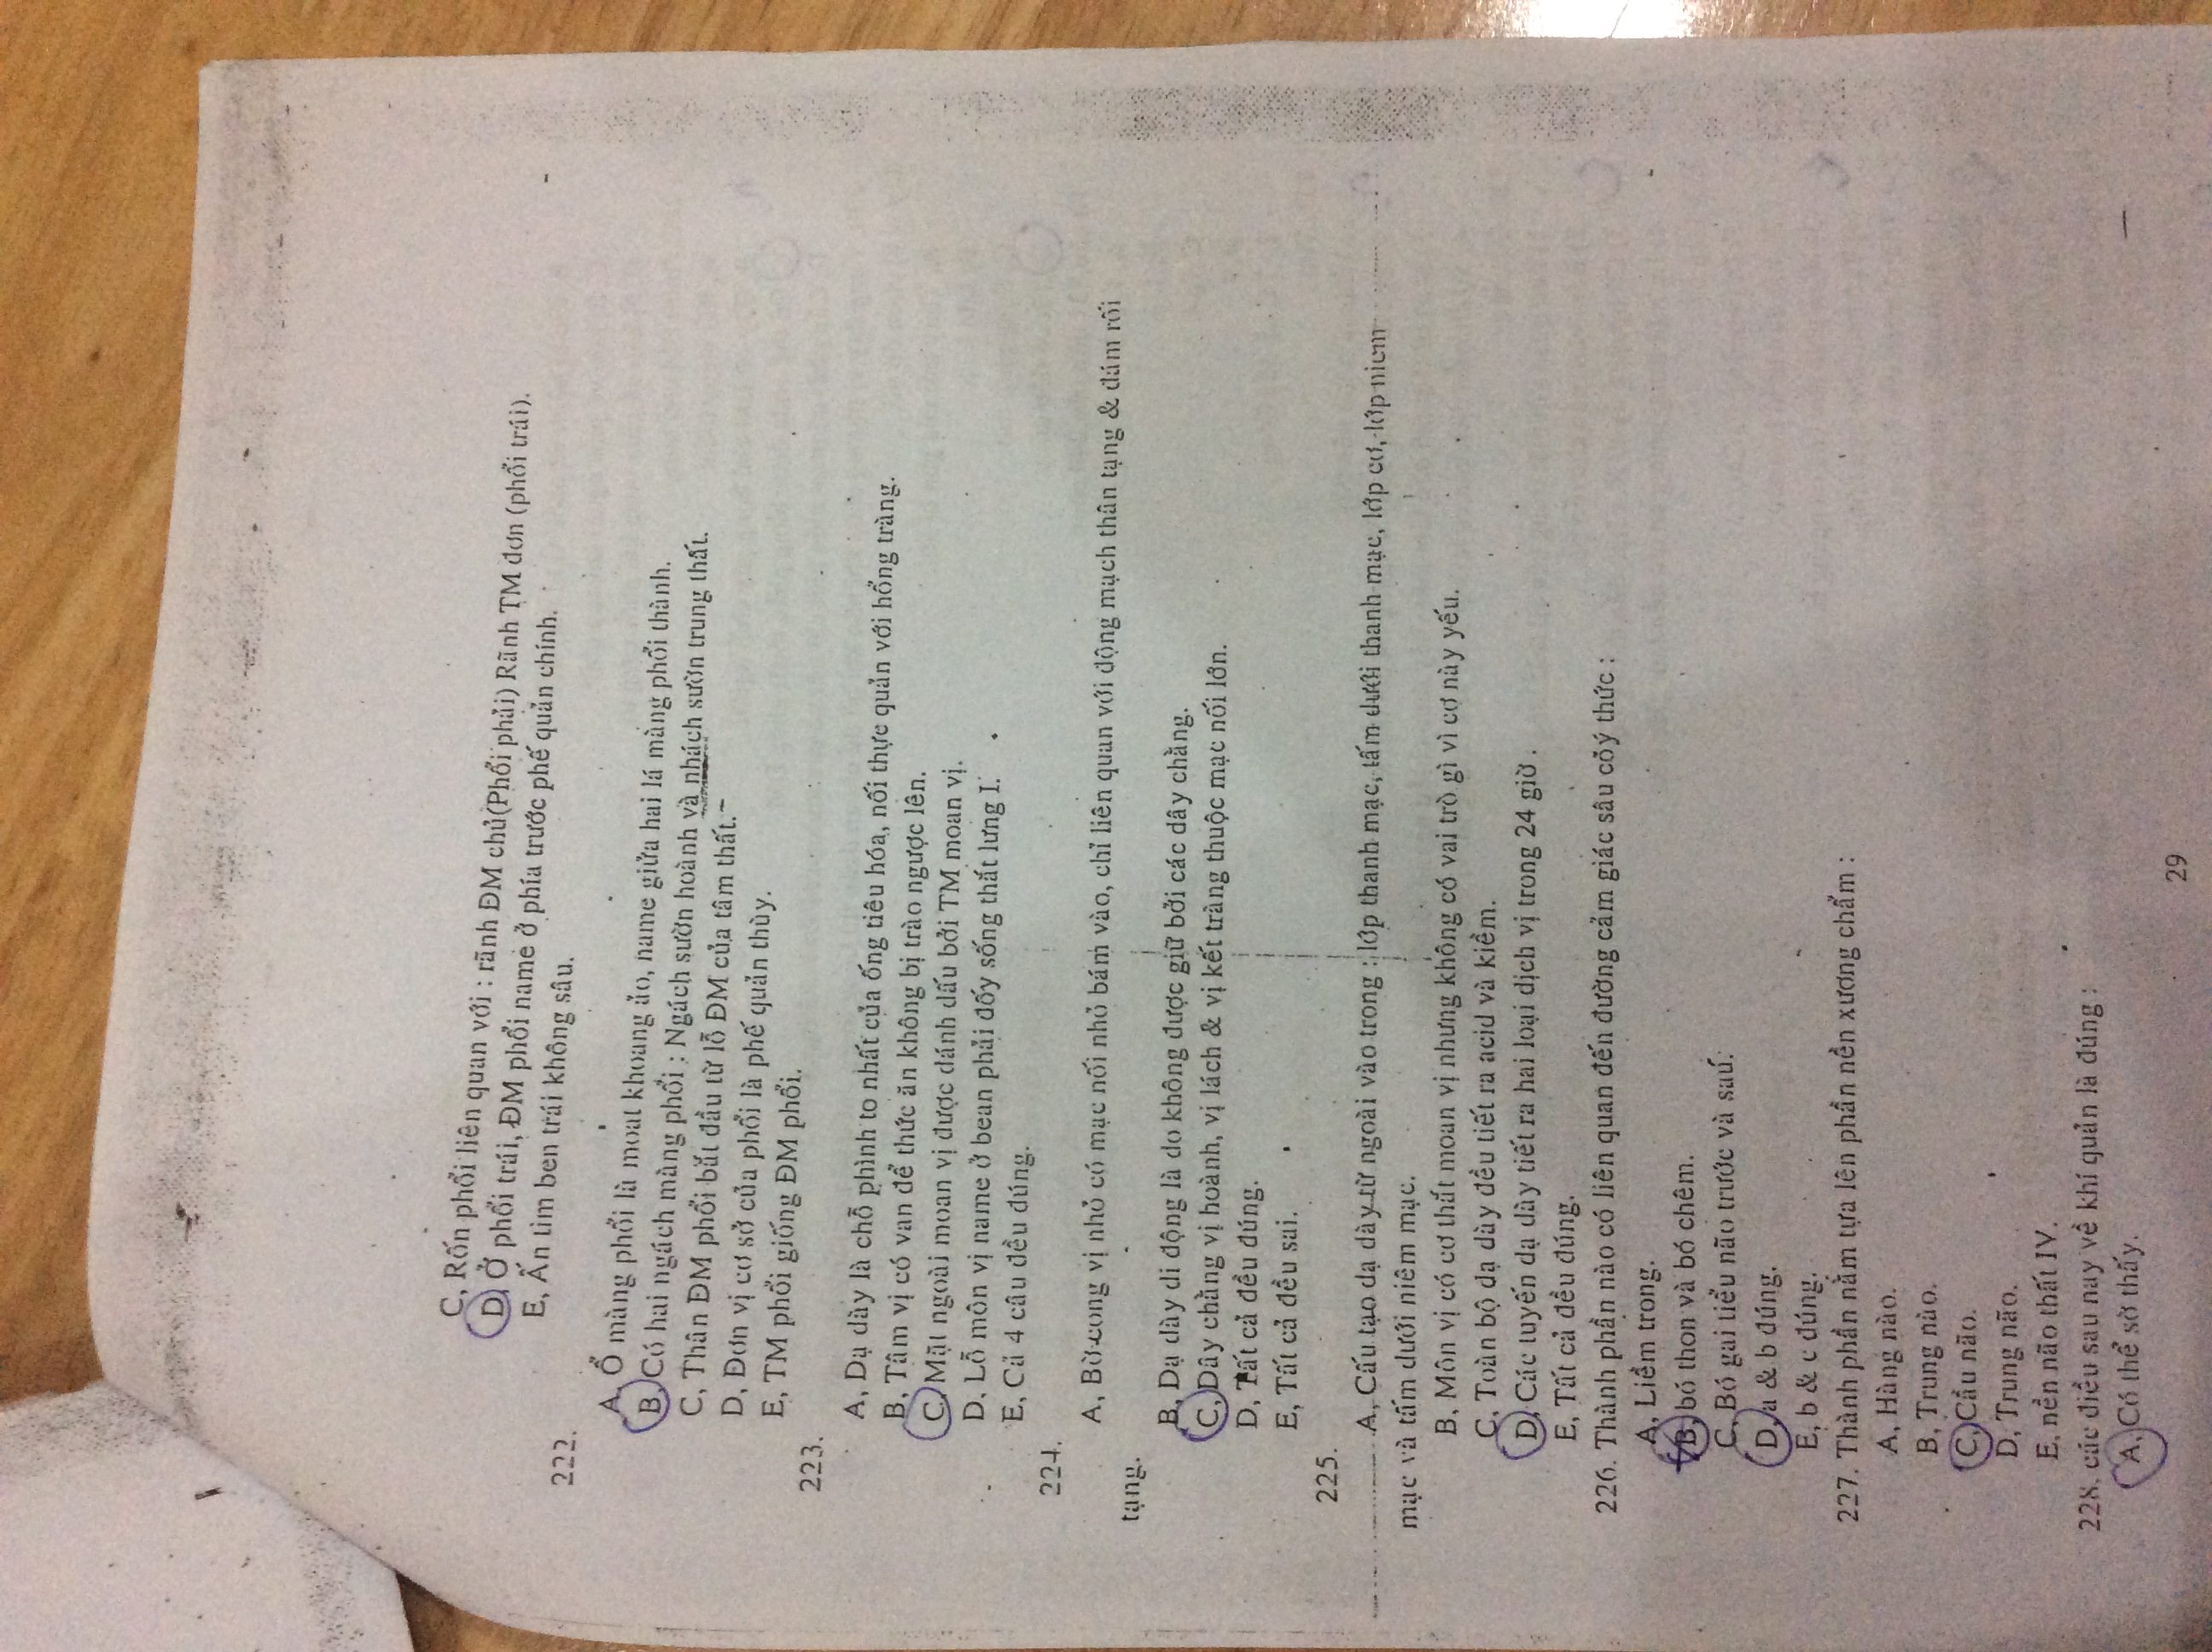 C, Rốn phổi liên quan với : rãnh ĐM chủ(Phổi phải) Rãnh TM đơn (phổi trái).
D, Ở phổi trái, ĐM phổi name ở phía trước phế quản chính.
E, Ấn tim ben trái không sâu.
222.
A, Ổ màng phổi là moat khoang ảo, name giửa hai lá màng phổi thành.
B, Có hai ngách màng phổi : Ngách sườn hoành và nhách sườn trung thất.
C, Thân ĐM phổi bắt đầu từ lỗ ĐM của tâm thất.
D, Đơn vị cơ sở của phổi là phế quản thùy.
E, TM phổi giống ĐM phổi.
223.
A, Dạ dày là chỗ phình to nhất của ống tiêu hóa, nối thực quản với hổng tràng.
B, Tâm vị có van để thức ăn không bị trào ngược lên.
C, Mặt ngoài moan vị được đánh dấu bởi TM moan vị.
D, Lỗ môn vị name ở bean phải đốy sống thắt lưng I.
E, Cả 4 câu đều đúng.
224.
A, Bờ cong vị nhỏ có mạc nối nhỏ bám vào, chỉ liên quan với động mạch thân tạng & đám rối
tạng.
B, Dạ dày di động là do không được giữ bởi các dây chằng.
C, Dây chằng vị hoành, vị lách & vị kết tràng thuộc mạc nối lớn.
D, Tất cả đều đúng.
E, Tất cả đều sai.
225.
A, Cấu tạo dạ dày từ ngoài vào trong : lớp thanh mạc, tấm dưới thanh mạc, lớp cơ, lớp niem
mạc và tấm dưới niêm mạc.
B, Môn vị có cơ thắt moan vị nhưng không có vai trò gì vì cơ này yếu.
C, Toàn bộ dạ dày đều tiết ra acid và kiềm.
D, Các tuyến dạ dày tiết ra hai loại dịch vị trong 24 giờ .
E, Tất cả đều đúng.
226. Thành phần nào có liên quan đến đường cảm giác sâu cóý thức :
A, Liềm trong.
B, bó thon và bó chêm.
C, Bó gai tiểu não trước và sau.
D, a & b đúng.
E, b & c đúng.
227. Thành phần nằm tựa lên phần nền xương chẩm :
A, Hàng nào.
B, Trung nào.
C, Cầu não.
D, Trung não.
E, nền não thất IV.
228. các điều sau nay về khí quản là đúng :
A, Có thể sờ thấy.
29